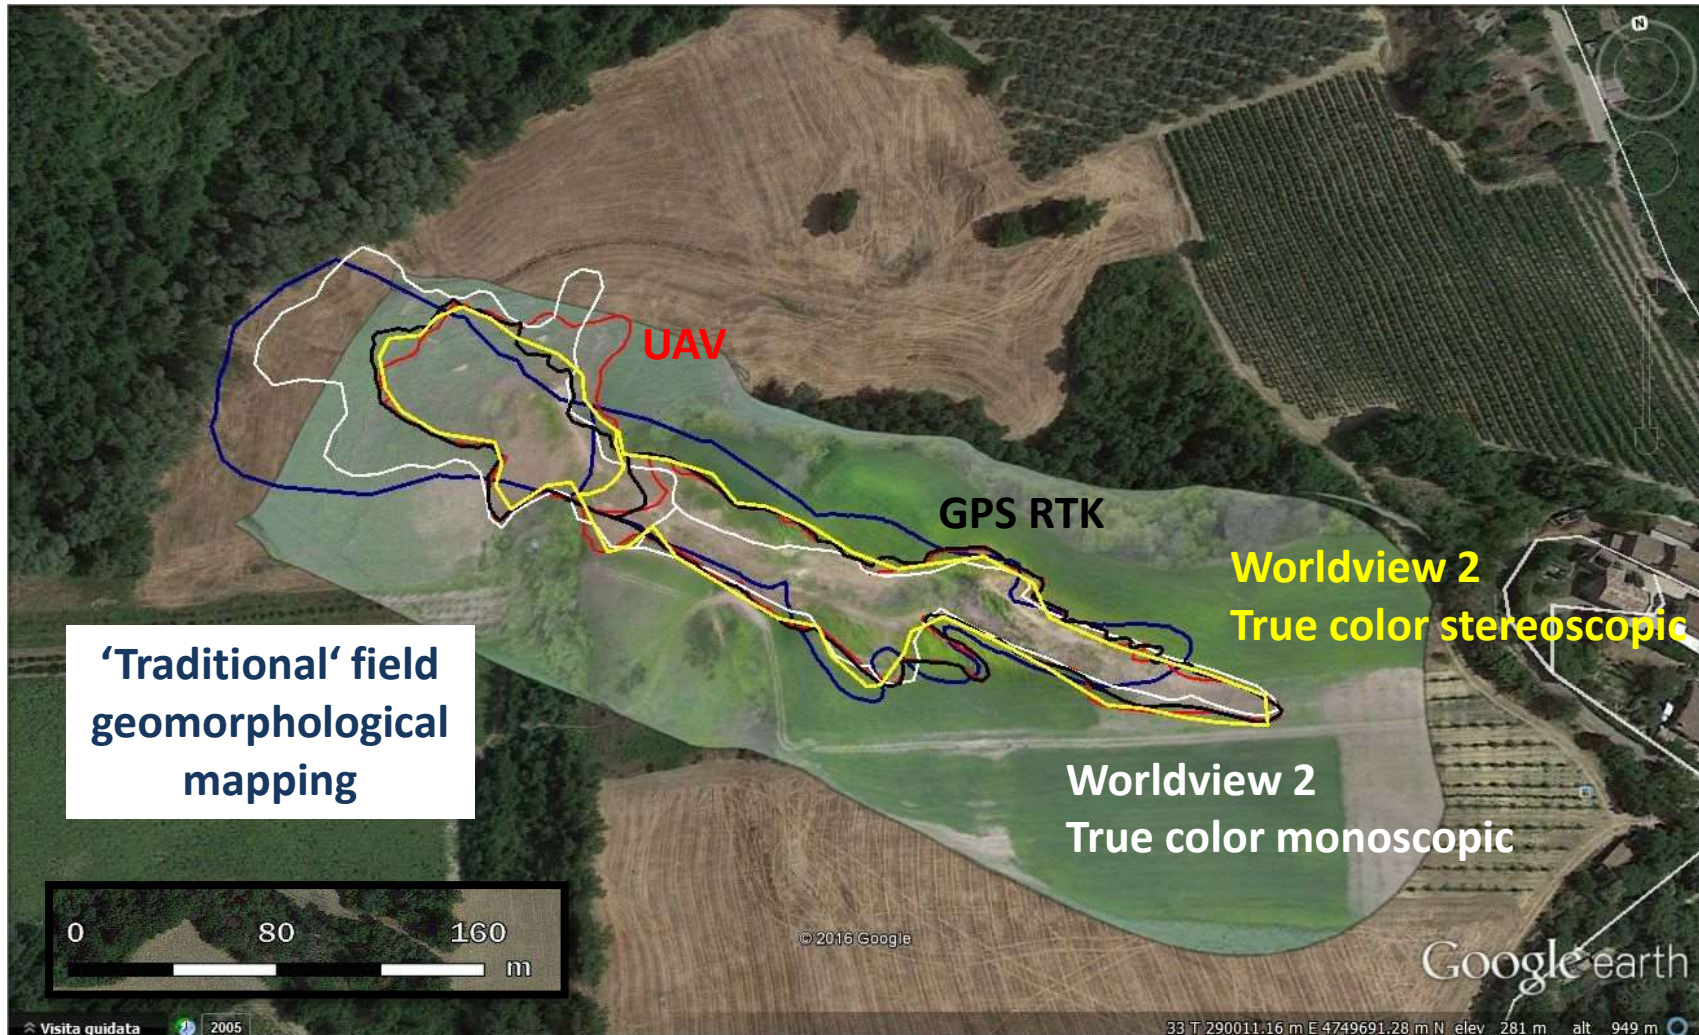 N
UAV
GPS RTK
Worldview 2
True color stereoscopic
‘Traditional‘ field
geomorphological
mapping
Worldview 2
True color monoscopic
0 80 160
m
© 2016 Google
Google earth
Visita guidata 2005
33 T 290011.16 m E 4749691.28 m N elev 281 m alt 949 m